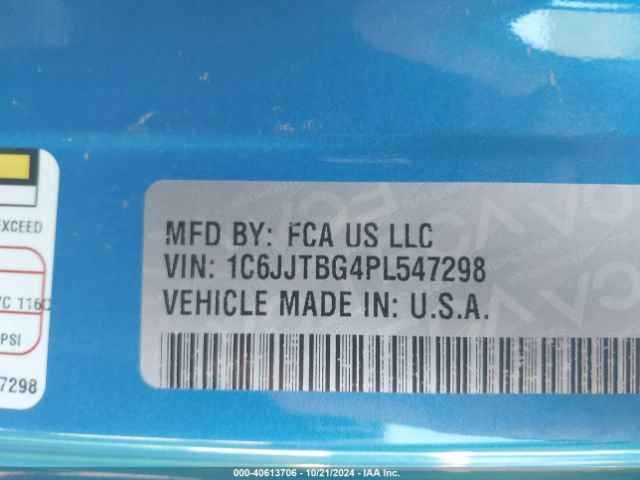 EXCEED
/C 116
PSI
7298
MFD BY: FCA US LLC
VIN: 1C6JJTBG4PL547298
VEHICLE MADE IN: U.S.A.
000-40613706 - 10/21/2024 - IAA Inc.